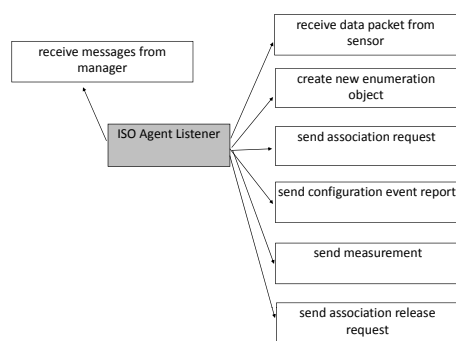 receive messages from
manager
ISO Agent Listener
receive data packet from
sensor
create new enumeration
object
send association request
send configuration event report
send measurement
send association release
request